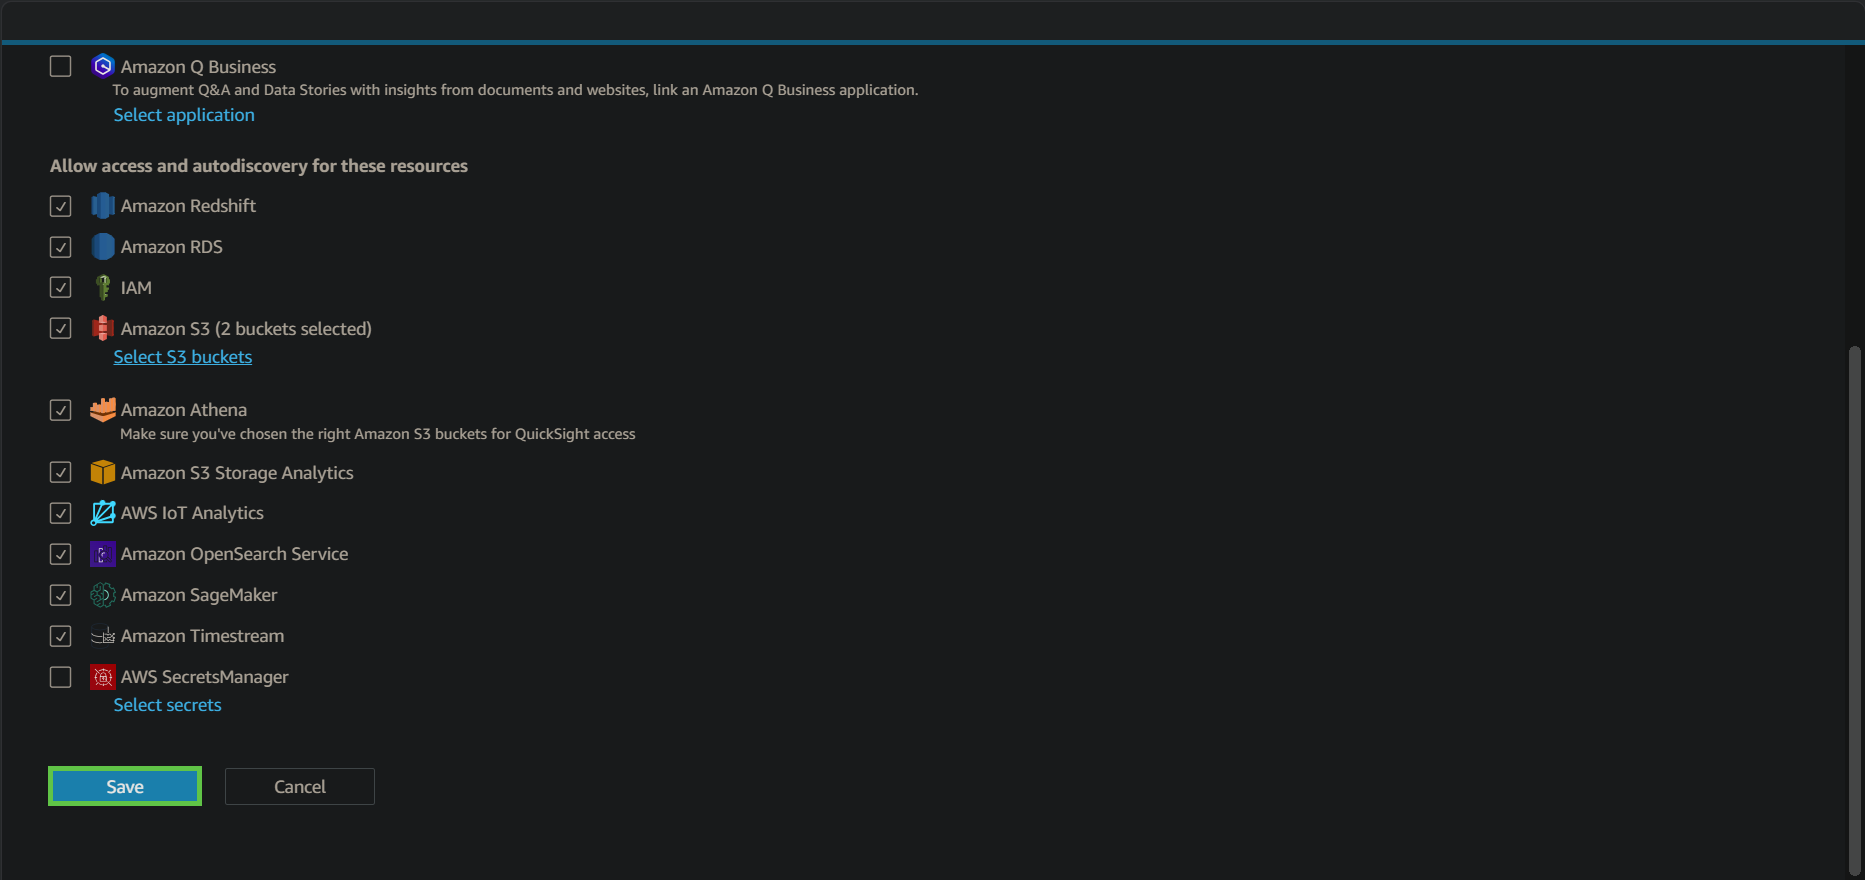 Amazon Q Business
To augment Q&A and Data Stories with insights from documents and websites, link an Amazon Q Business application.
Select application
Allow access and autodiscovery for these resources
Amazon Redshift
Amazon RDS
IAM
Amazon S3 (2 buckets selected)
Select S3 buckets
Amazon Athena
Make sure you've chosen the right Amazon S3 buckets for QuickSight access
Amazon S3 Storage Analytics
AWS IoT Analytics
Amazon OpenSearch Service
Amazon SageMaker
Amazon Timestream
AWS SecretsManager
Select secrets
Save
Cancel